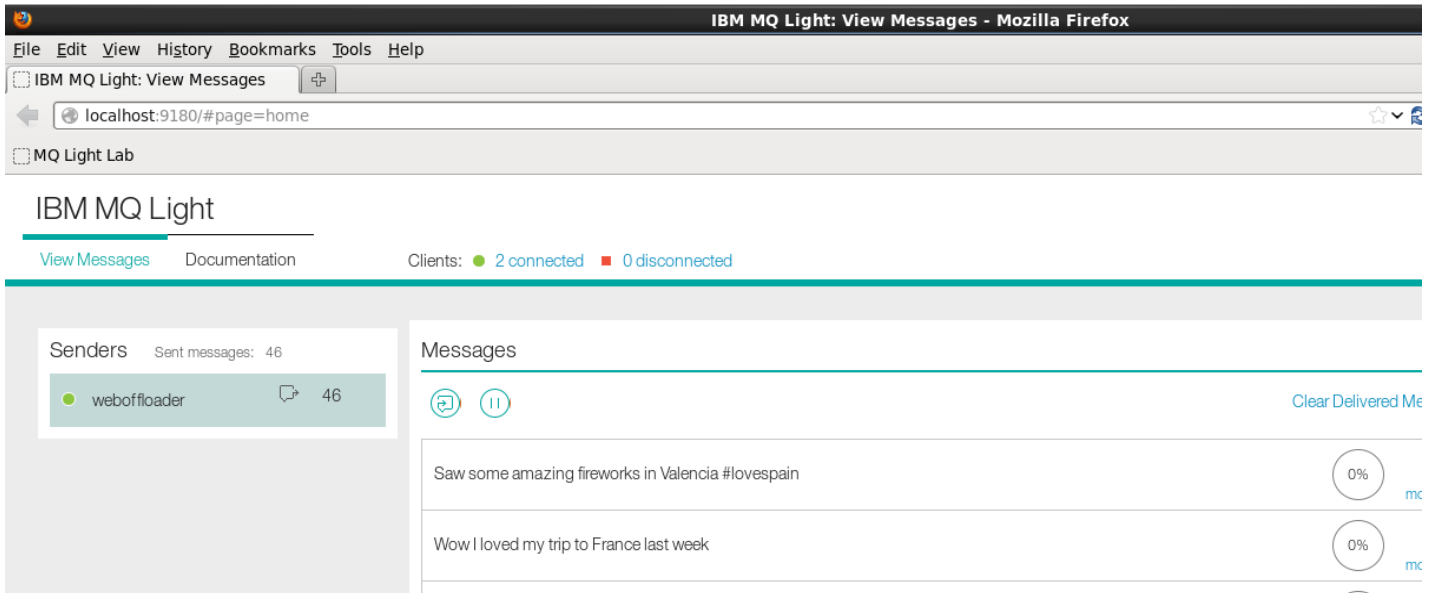 IBM MQ Light: View Messages - Mozilla Firefox
File Edit View History Bookmarks Tools Help
IBM MQ Light: View Messages
localhost:9180/#page=home
MQ Light Lab
IBM MQ Light
View Messages Documentation Clients: 2 connected 0 disconnected
Senders Sent messages: 46
weboffloader 46
Messages
Clear Delivered Me
Saw some amazing fireworks in Valencia #lovespain 0%
mo
Wow I loved my trip to France last week 0%
mo